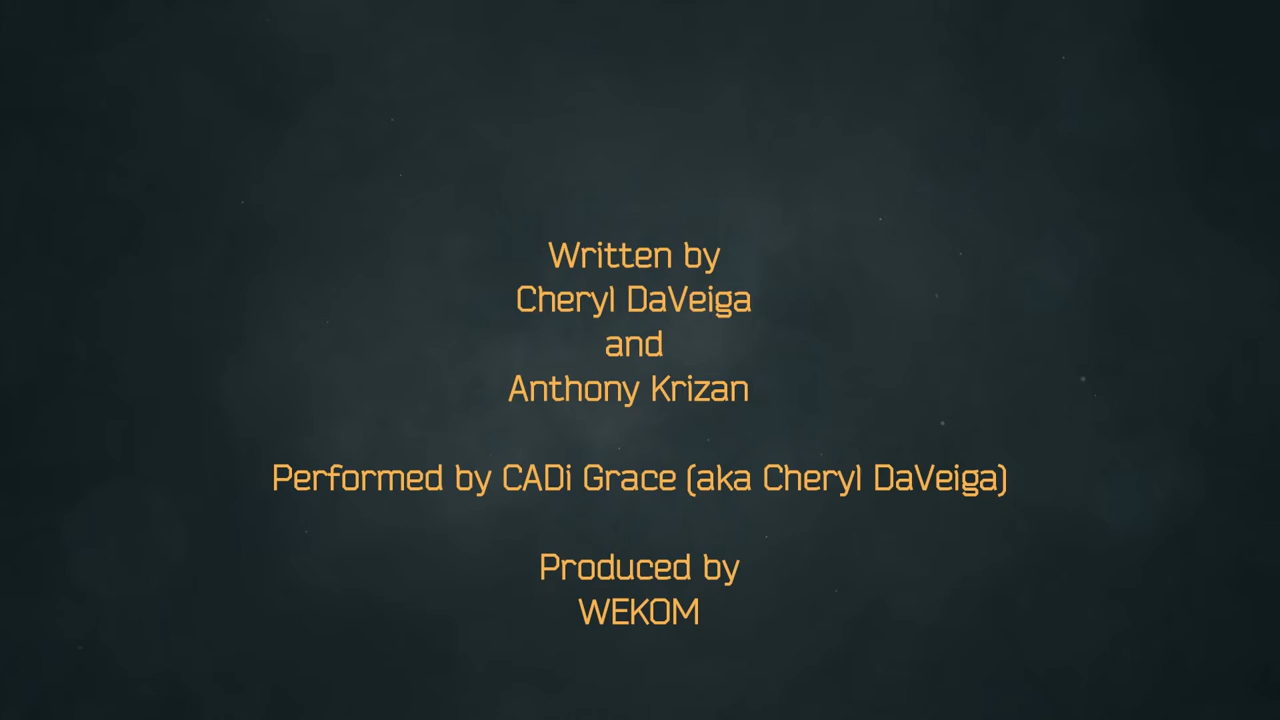 Written by
Cheryl DaVeiga
and
Anthony Krizan
Performed by CADi Grace (aka Cheryl DaVeiga)
Produced by
WEKOM